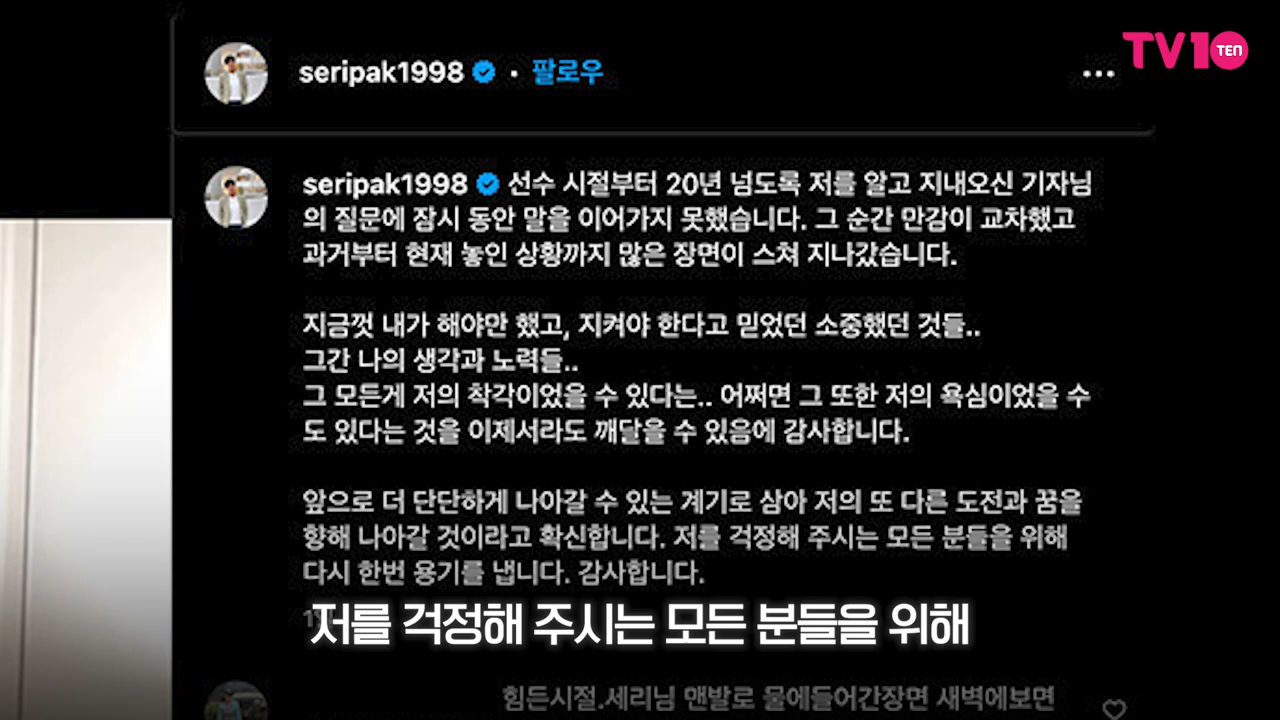 TV10 TEN
seripak1998 • 팔로우
seripak1998 선수 시절부터 20년 넘도록 저를 알고 지내오신 기자님
의 질문에 잠시 동안 말을 이어가지 못했습니다. 그 순간 만감이 교차했고
과거부터 현재 놓인 상황까지 많은 장면이 스쳐 지나갔습니다.
지금껏 내가 해야만 했고, 지켜야 한다고 믿었던 소중했던 것들..
그간 나의 생각과 노력들..
그 모든게 저의 착각이었을 수 있다는.. 어쩌면 그 또한 저의 욕심이었을 수
도 있다는 것을 이제서라도 깨달을 수 있음에 감사합니다.
앞으로 더 단단하게 나아갈 수 있는 계기로 삼아 저의 또 다른 도전과 꿈을
향해 나아갈 것이라고 확신합니다. 저를 걱정해 주시는 모든 분들을 위해
다시 한번 용기를 냅니다. 감사합니다.
저를 걱정해 주시는 모든 분들을 위해
힘든시절.세리님 맨발로 물에들어간장면 새벽에보면